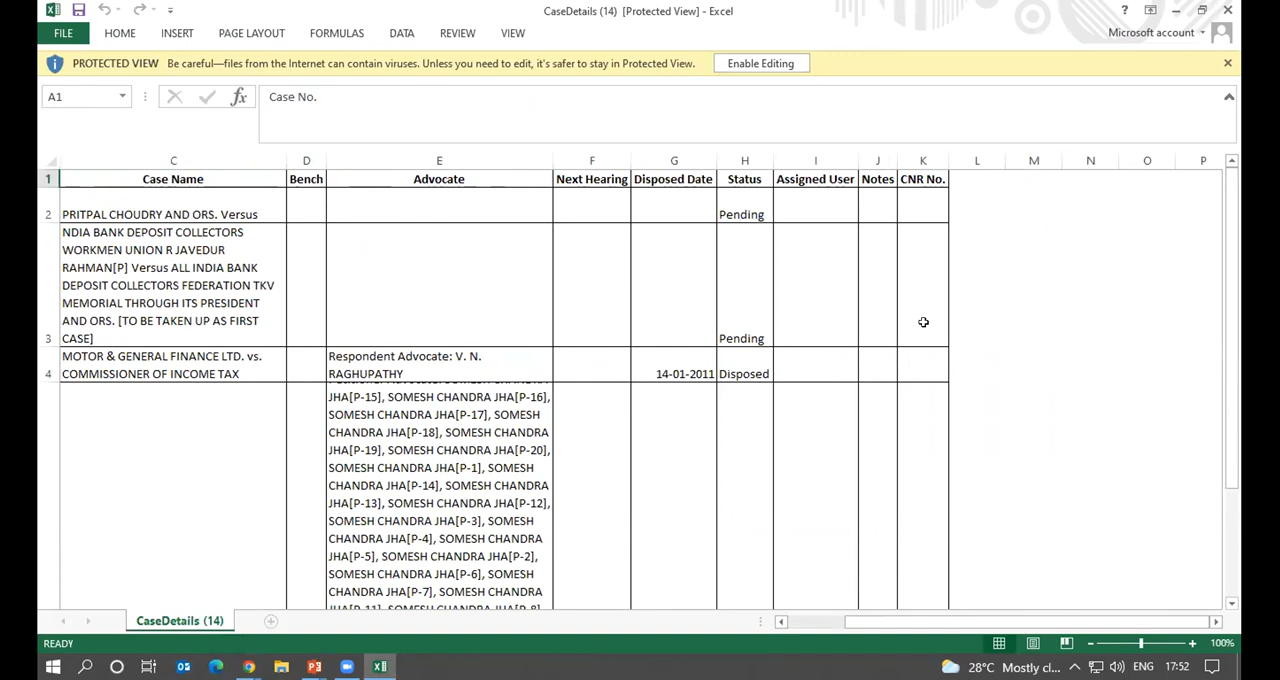 CaseDetails (14) [Protected View] - Excel
FILE HOME INSERT PAGE LAYOUT FORMULAS DATA REVIEW VIEW Microsoft account
PROTECTED VIEW Be careful—files from the Internet can contain viruses. Unless you need to edit, it's safer to stay in Protected View. Enable Editing
A1 fx Case No.
C D E F G H I J K L M N O P
1 Case Name Bench Advocate Next Hearing Disposed Date Status Assigned User Notes CNR No.
2 PRITPAL CHOUDRY AND ORS. Versus Pending
NDIA BANK DEPOSIT COLLECTORS
WORKMEN UNION R JAVEDUR
RAHMAN[P] Versus ALL INDIA BANK
DEPOSIT COLLECTORS FEDERATION TKV
MEMORIAL THROUGH ITS PRESIDENT
AND ORS. [TO BE TAKEN UP AS FIRST
3 CASE] Pending
MOTOR & GENERAL FINANCE LTD. vs. Respondent Advocate: V. N.
4 COMMISSIONER OF INCOME TAX RAGHUPATHY 14-01-2011 Disposed
JHA[P-15], SOMESH CHANDRA JHA[P-16],
SOMESH CHANDRA JHA[P-17], SOMESH
CHANDRA JHA[P-18], SOMESH CHANDRA
JHA[P-19], SOMESH CHANDRA JHA[P-20],
SOMESH CHANDRA JHA[P-1], SOMESH
CHANDRA JHA[P-14], SOMESH CHANDRA
JHA[P-13], SOMESH CHANDRA JHA[P-12],
SOMESH CHANDRA JHA[P-3], SOMESH
CHANDRA JHA[P-4], SOMESH CHANDRA
JHA[P-5], SOMESH CHANDRA JHA[P-2],
SOMESH CHANDRA JHA[P-6], SOMESH
CHANDRA JHA[P-7], SOMESH CHANDRA
CaseDetails (14)
READY 100%
28°C Mostly cl... ENG 17:52